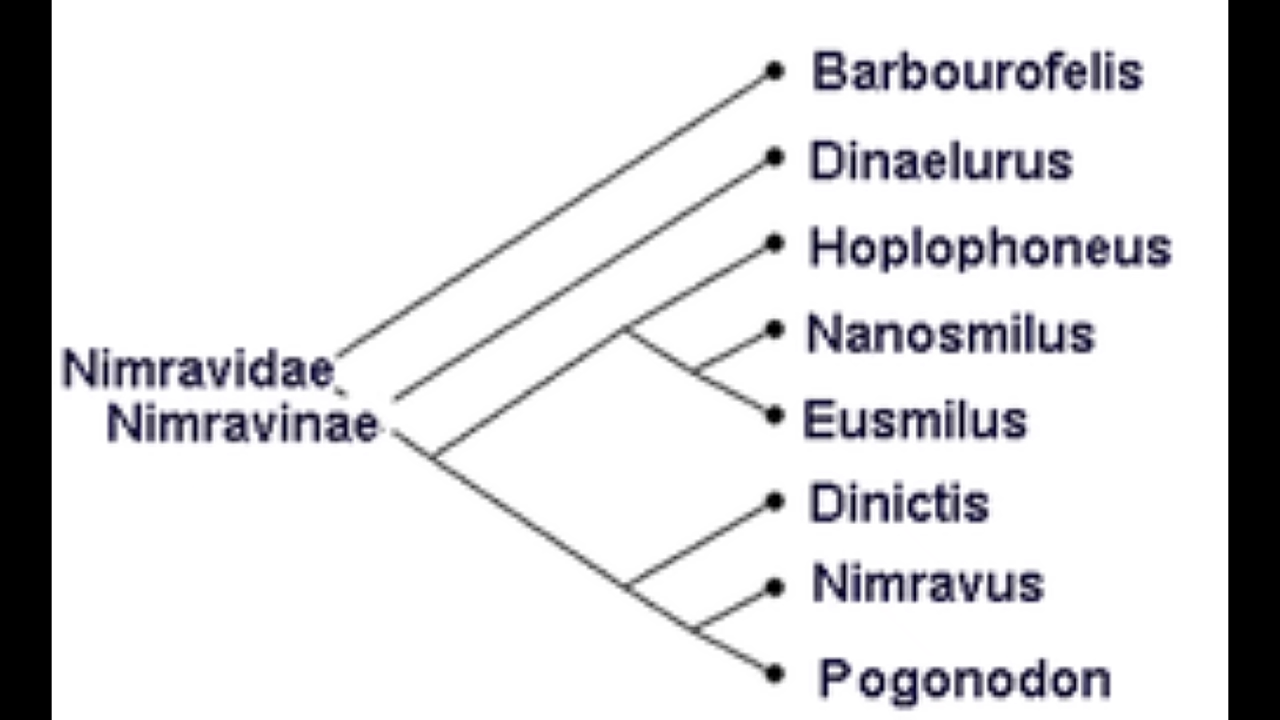 Barbourofelis
Dinaelurus
Hoplophoneus
Nanosmilus
Nimravidae
Nimravinae
Eusmilus
Dinictis
Nimravus
Pogonodon